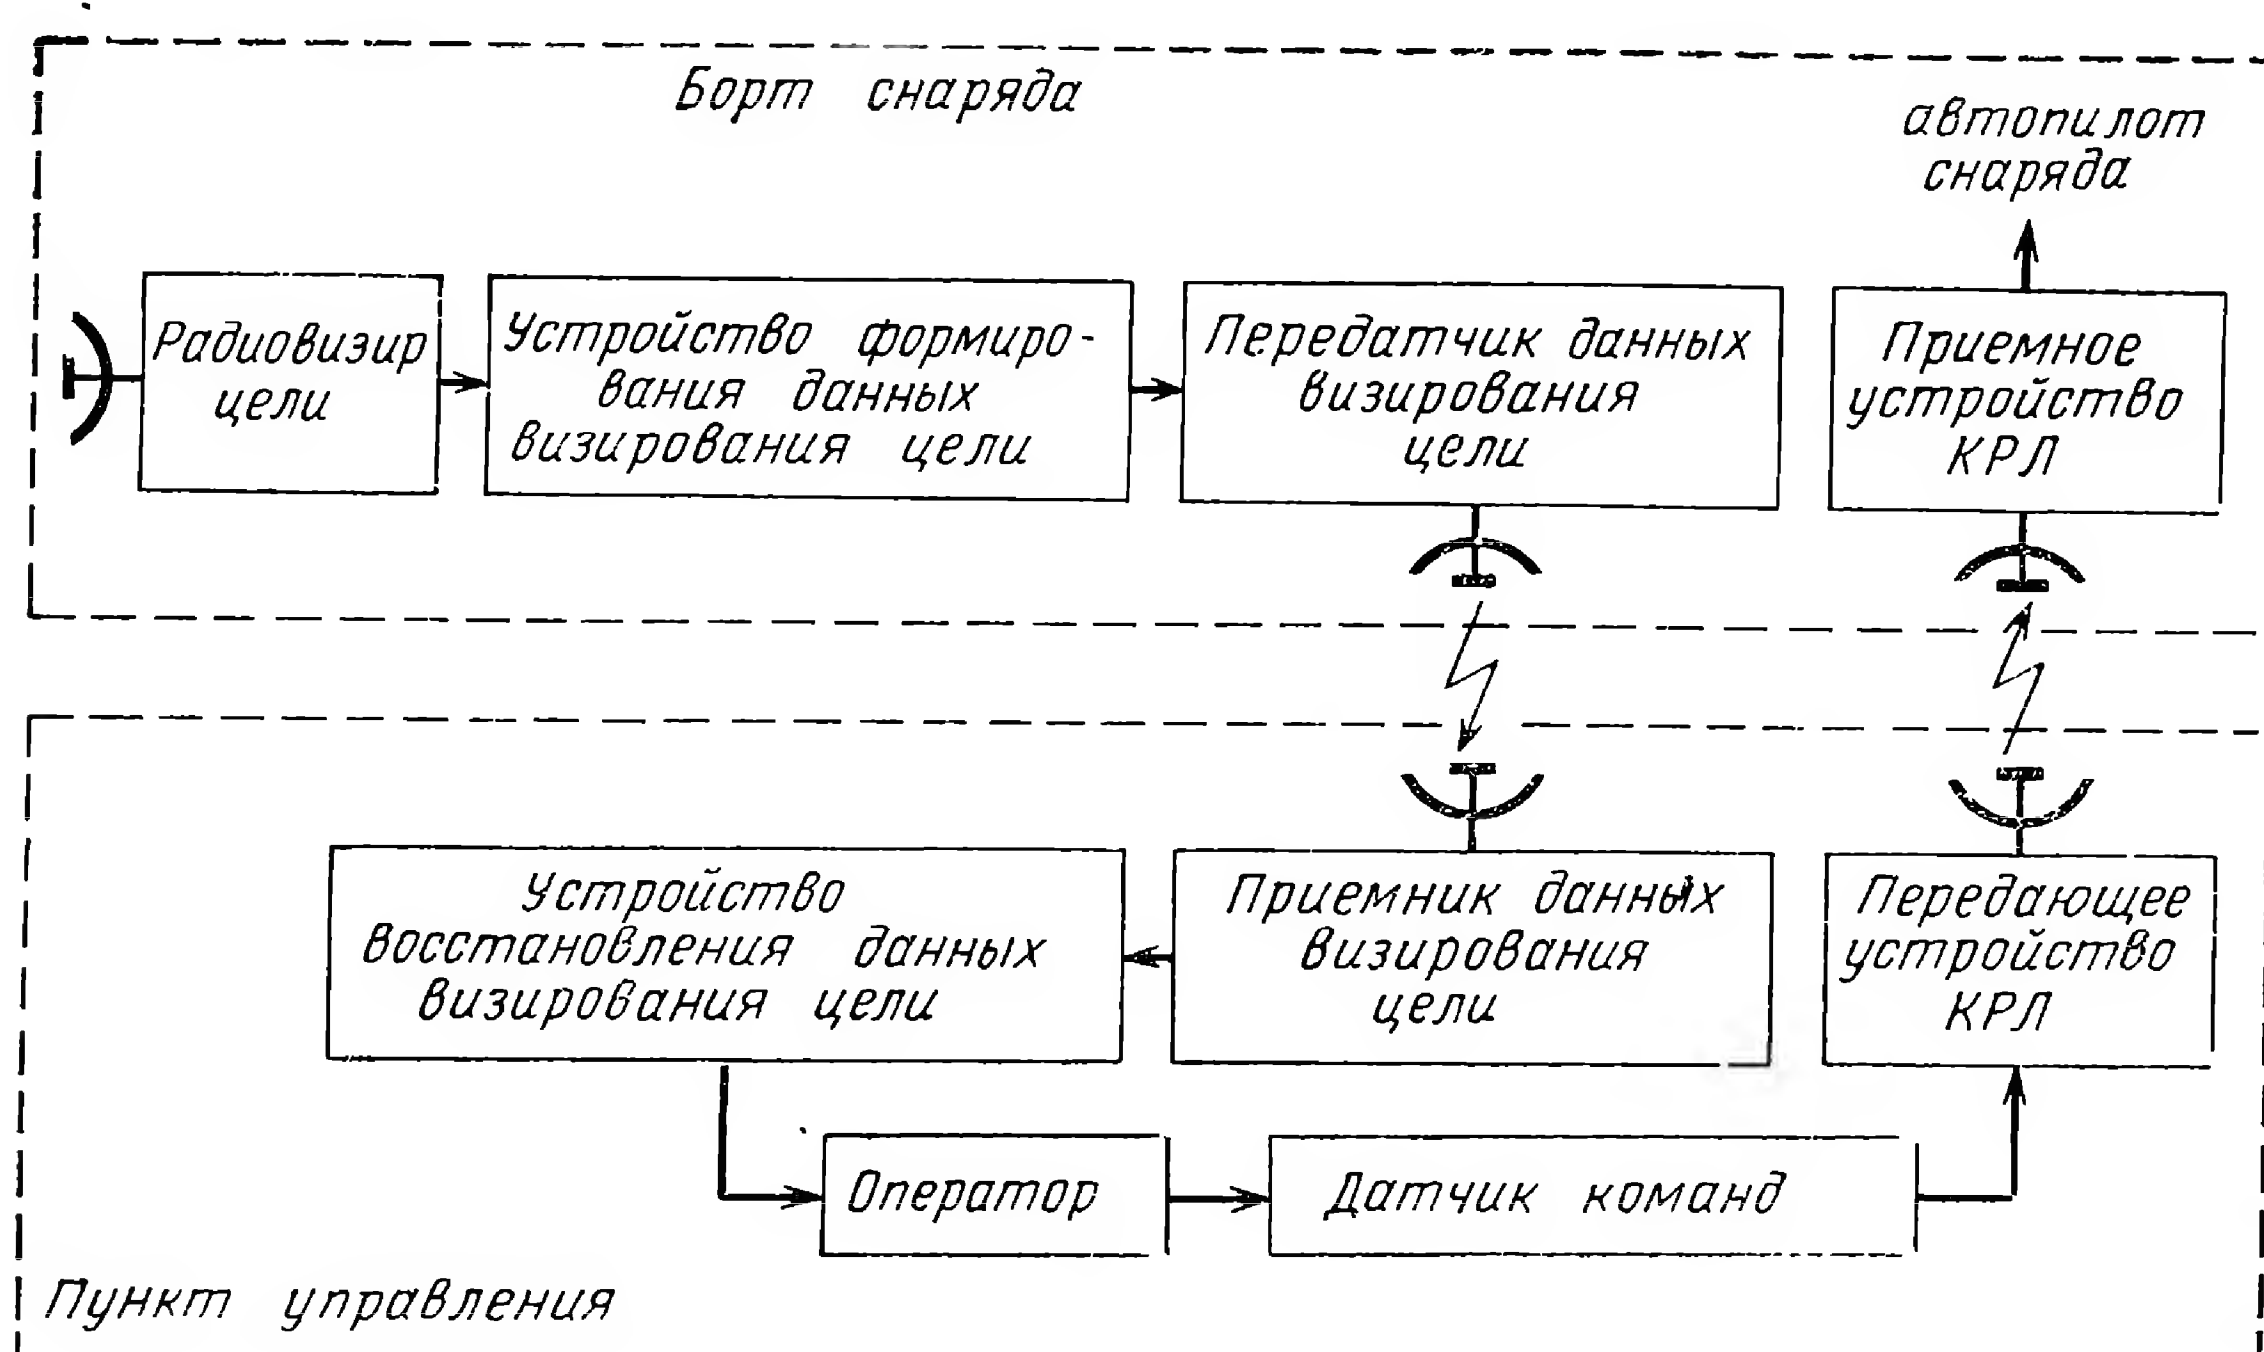 Борт снаряда
автопилот
снаряда
Радиовизир
цели
Устройство формиро-
вания данных
визирования цели
Передатчик данных
визирования
цели
Приемное
устройство
КРЛ
Устройство
восстановления данных
визирования цели
Приемник данных
визирования
цели
Передающее
устройство
КРЛ
Оператор
Датчик команд
Пункт управления